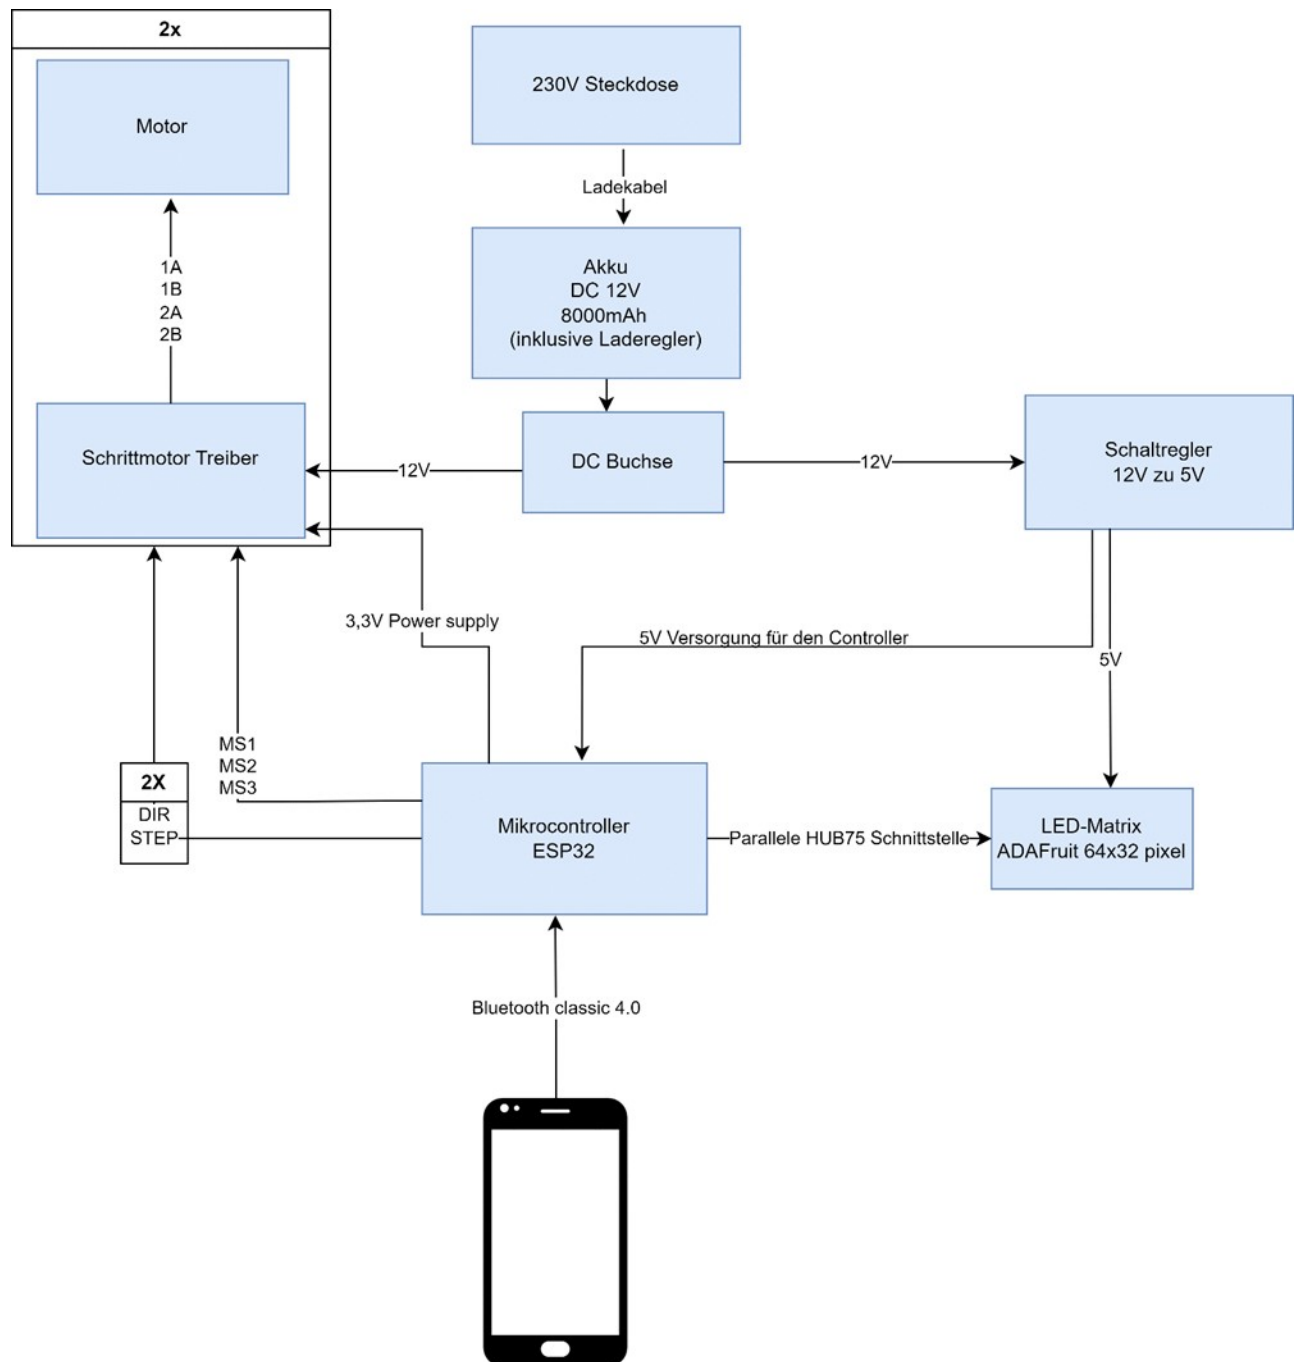 2x
Motor
1A
1B
2A
2B
Schrittmotor Treiber
230V Steckdose
Ladekabel
Akku
DC 12V
8000mAh
(inklusive Laderegler)
DC Buchse
12V
12V
Schaltregler
12V zu 5V
3,3V Power supply
5V Versorgung für den Controller
5V
MS1
MS2
MS3
2X
DIR
STEP
Mikrocontroller
ESP32
Parallele HUB75 Schnittstelle
LED-Matrix
ADAFruit 64x32 pixel
Bluetooth classic 4.0